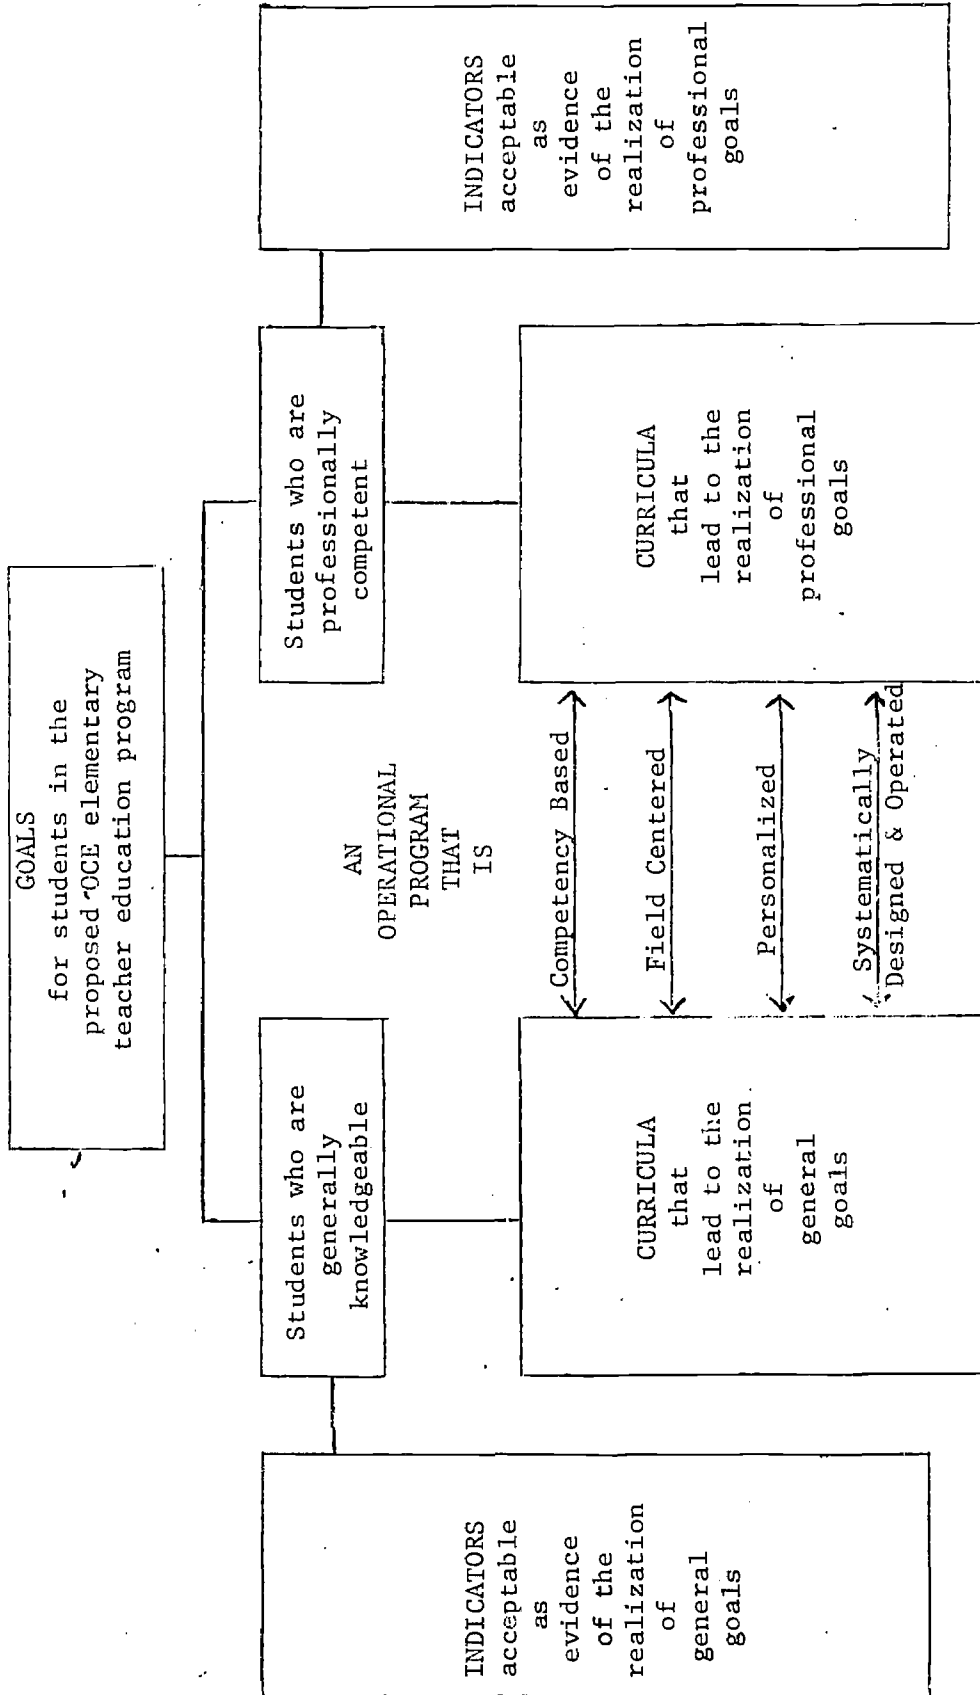 GOALS
for students in the
proposed OCE elementary
teacher education program
Students who are
generally
knowledgeable
Students who are
professionally
competent
AN
OPERATIONAL
PROGRAM
THAT
IS
INDICATORS
acceptable
as
evidence
of the
realization
of
general
goals
CURRICULA
that
lead to the
realization
of
general
goals
Competency Based
Field Centered
Personalized
Systematically
Designed & Operated
CURRICULA
that
lead to the
realization
of
professional
goals
INDICATORS
acceptable
as
evidence
of the
realization
of
professional
goals